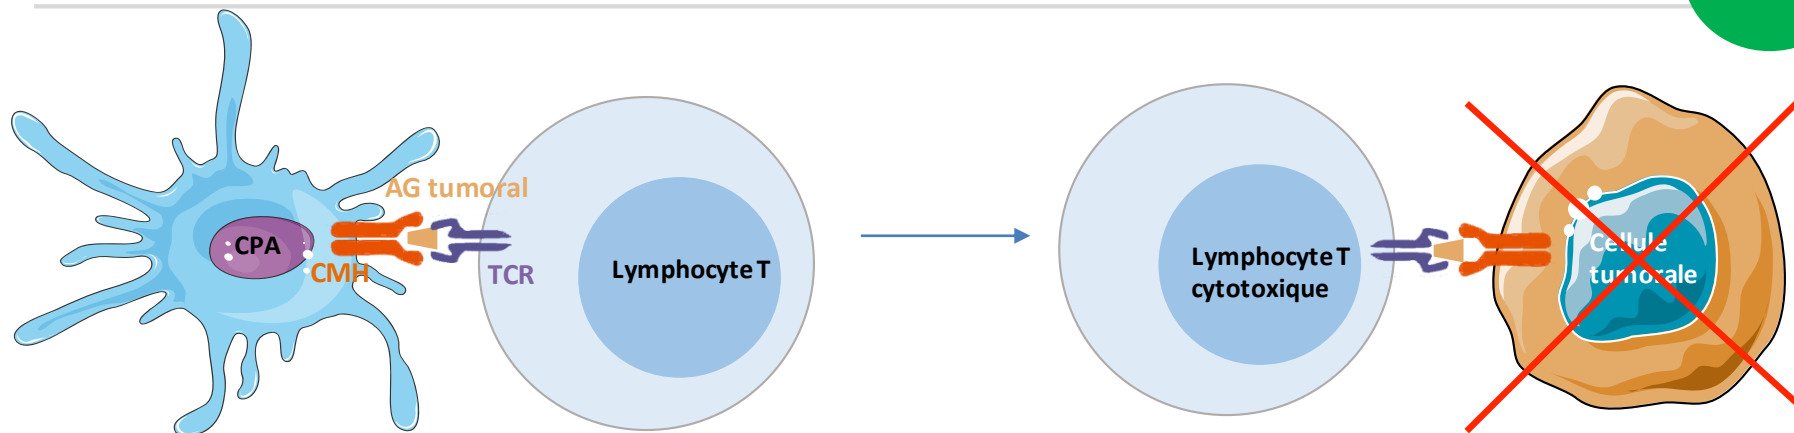 AG tumoral
CPA
CMH
TCR
Lymphocyte T
Lymphocyte T
cytotoxique
Cellule
tumorale